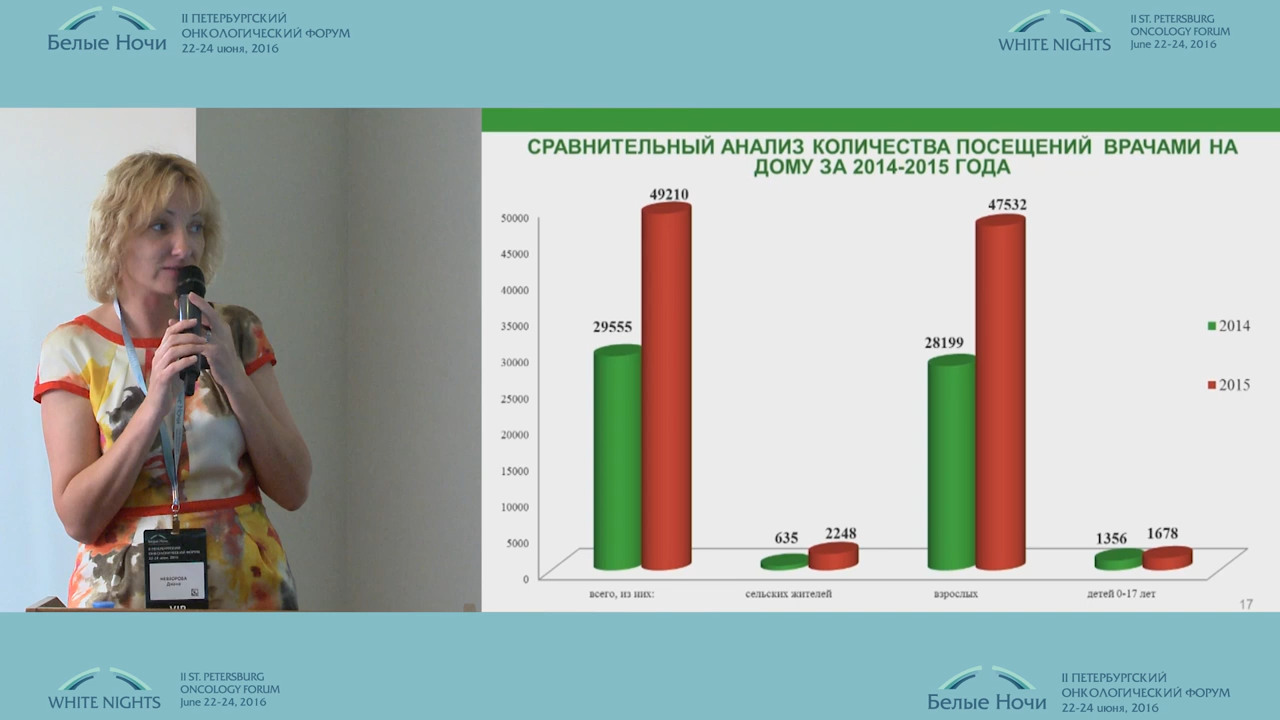 II ПЕТЕРБУРГСКИЙ
ОНКОЛОГИЧЕСКИЙ ФОРУМ
22-24 июня, 2016
Белые Ночи
II ST. PETERSBURG
ONCOLOGY FORUM
June 22-24, 2016
WHITE NIGHTS
СРАВНИТЕЛЬНЫЙ АНАЛИЗ КОЛИЧЕСТВА ПОСЕЩЕНИЙ ВРАЧАМИ НА
ДОМУ ЗА 2014-2015 ГОДА
49210
47532
29555
28199
635
2248
1356
1678
50000
45000
40000
35000
30000
25000
20000
15000
10000
5000
0
2014
2015
всего, из них:
сельских жителей
взрослых
детей 0-17 лет
17
Белые Ночи
VIP
II ST. PETERSBURG
ONCOLOGY FORUM
June 22-24, 2016
WHITE NIGHTS
II ПЕТЕРБУРГСКИЙ
ОНКОЛОГИЧЕСКИЙ ФОРУМ
22-24 июня, 2016
Белые Ночи